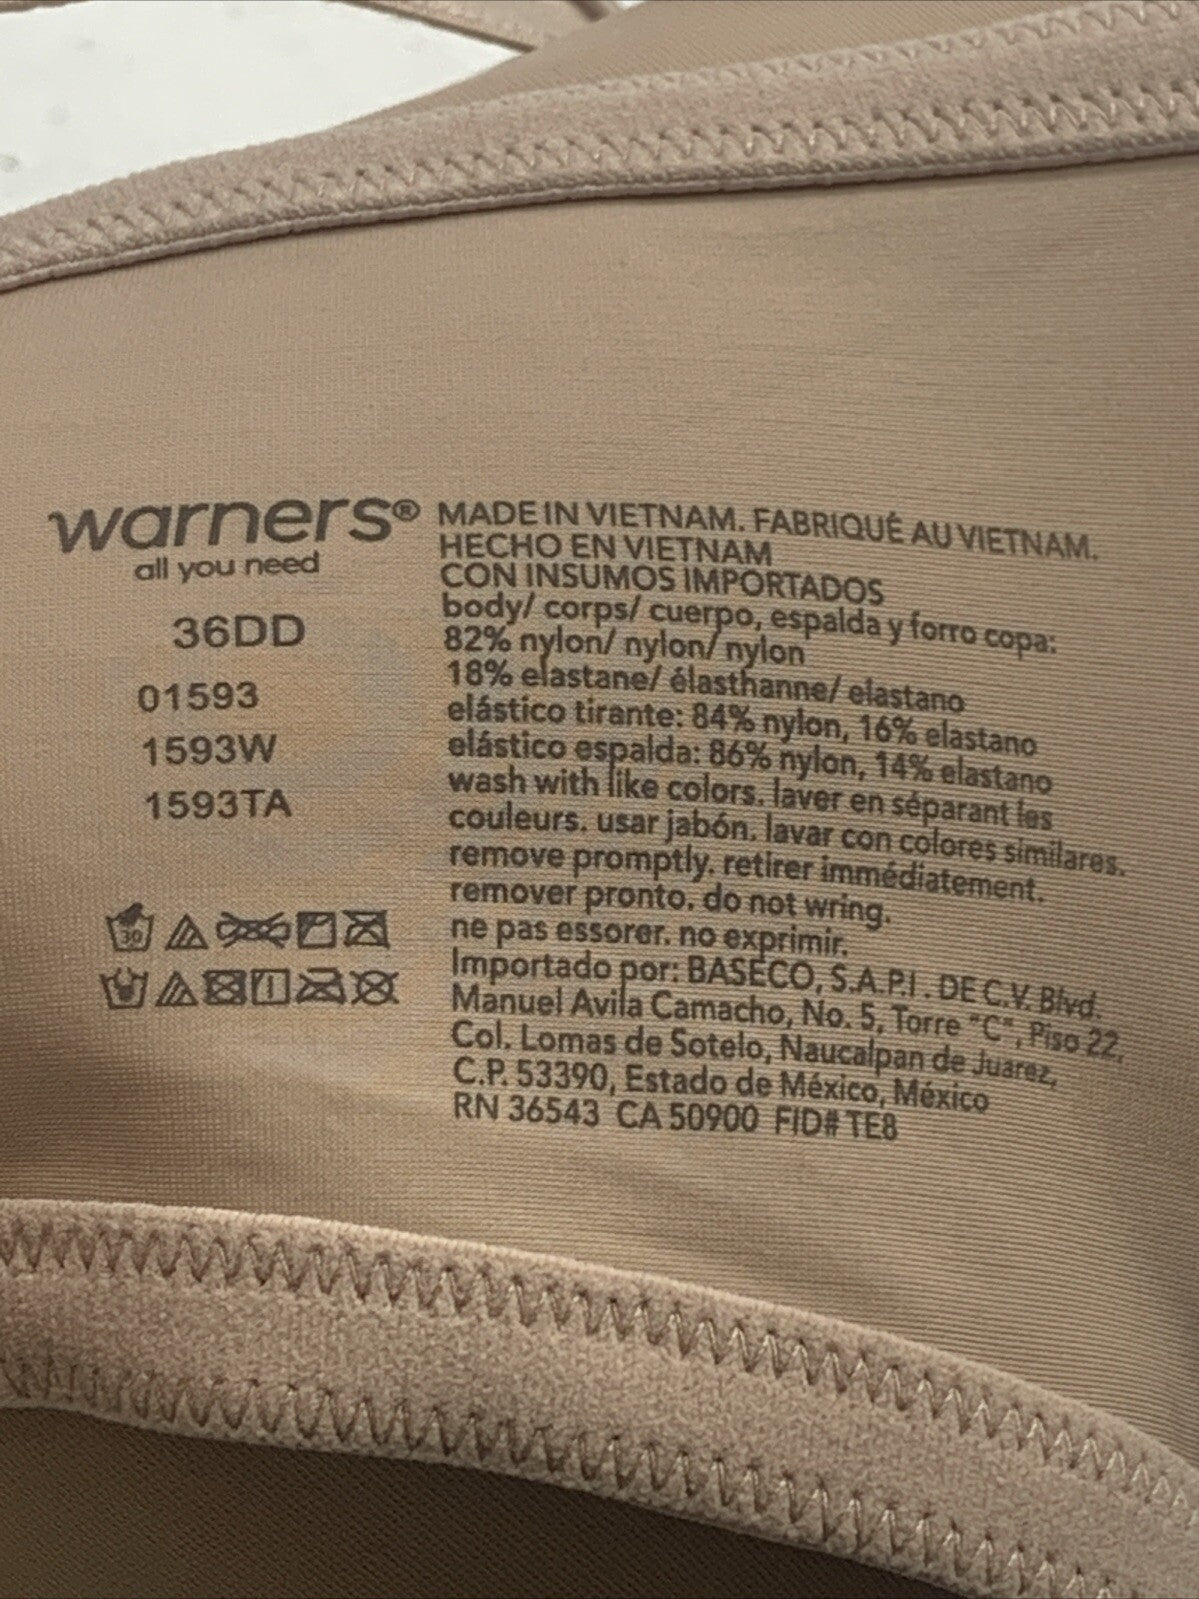 warners®
all you need
36DD
01593
1593W
1593TA
30
MADE IN VIETNAM. FABRIQUÉ AU VIETNAM.
HECHO EN VIETNAM
CON INSUMOS IMPORTADOS
body/ corps/ cuerpo, espalda y forro copa:
82% nylon/ nylon/ nylon
18% elastane/ élasthanne/ elastano
elástico tirante: 84% nylon, 16% elastano
elástico espalda: 86% nylon, 14% elastano
wash with like colors. laver en séparant les
couleurs. usar jabón. lavar con colores similares.
remove promptly. retirer immédiatement.
remover pronto. do not wring.
ne pas essorer. no exprimir.
Importado por: BASECO, S.A.P.I. DE C.V. Blvd.
Manuel Avila Camacho, No. 5, Torre "C", Piso 22,
Col. Lomas de Sotelo, Naucalpan de Juarez,
C.P. 53390, Estado de México, México
RN 36543 CA 50900 FID# TE8